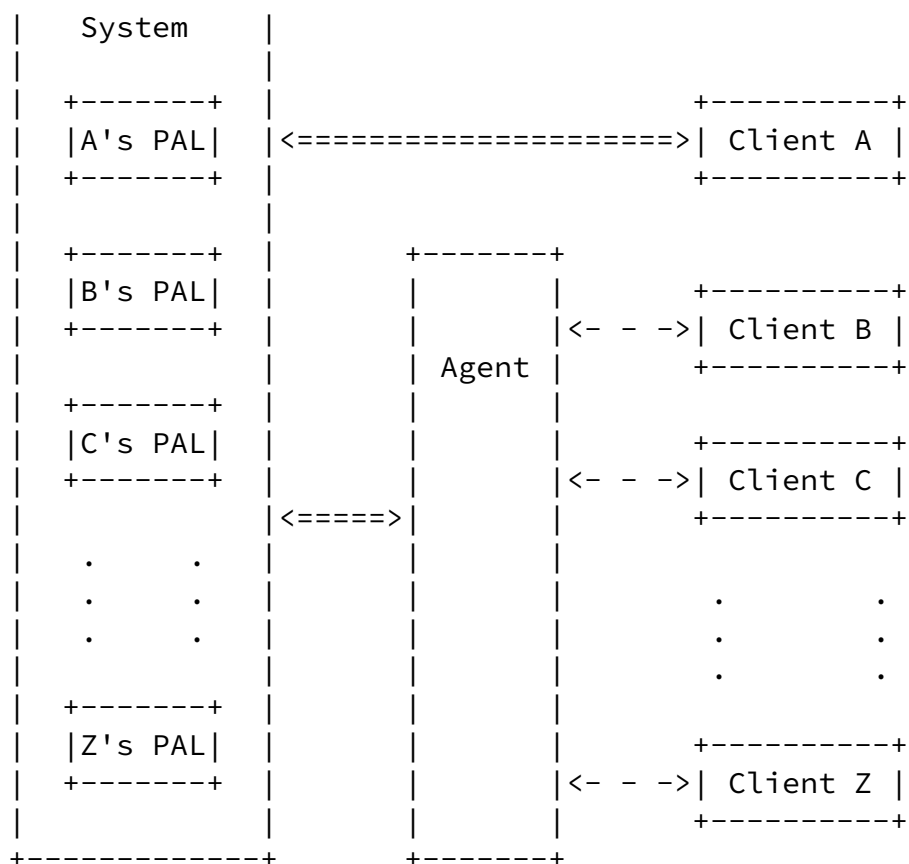 System
A's PAL Client A
B's PAL
Client B
Agent
C's PAL
Client C
Z's PAL
Client Z